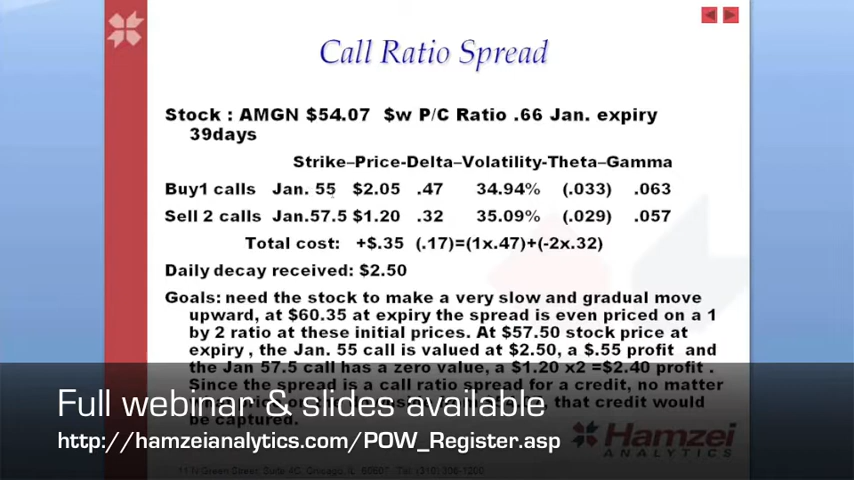 Call Ratio Spread
Stock : AMGN $54.07 $w P/C Ratio .66 Jan. expiry
39days
Strike–Price-Delta–Volatility-Theta–Gamma
Buy1 calls Jan. 55 $2.05 .47 34.94% (.033) .063
Sell 2 calls Jan.57.5 $1.20 .32 35.09% (.029) .057
Total cost: +$.35 (.17)=(1x.47)+(-2x.32)
Daily decay received: $2.50
Goals: need the stock to make a very slow and gradual move
upward, at $60.35 at expiry the spread is even priced on a 1
by 2 ratio at these initial prices. At $57.50 stock price at
expiry , the Jan. 55 call is valued at $2.50, a $.55 profit and
the Jan 57.5 call has a zero value, a $1.20 x2 =$2.40 profit .
Since the spread is a call ratio spread for a credit, no matter
that credit would
be captured.
Full webinar & slides available
http://hamzeianalytics.com/POW_Register.asp
Hamzei
ANALYTICS